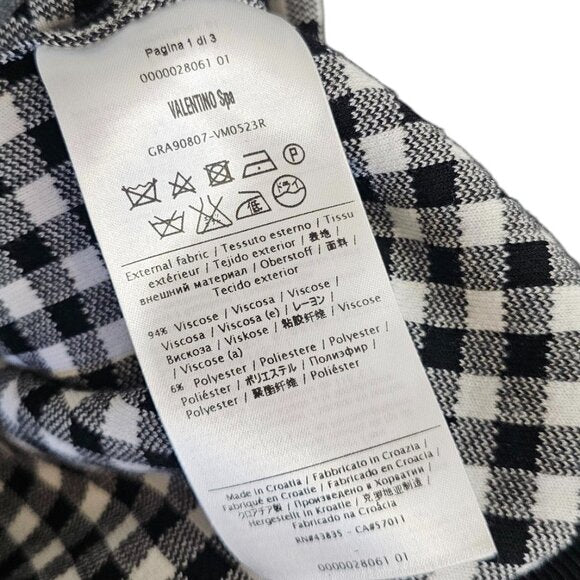 Pagina 1 di 3
0000028061 01
VALENTINO Spa
GRA90807-VM0523R
P
低
External fabric / Tessuto esterno / Tissu
extérieur / Tejido exterior / 表地 /
внешний материал / Oberstoff / 面料 /
Tecido exterior
94% Viscose / Viscosa / Viscose /
Viscosa / Viscosa (e) / レーヨン /
Вискоза / Viskose / 粘胶纤维 / Viscose
/ Viscose (a)
6% Polyester / Poliestere / Polyester /
Poliéster / ポリエステル / Полиэфир /
Polyester / 聚酯纤维 / Polyester /
Polyester
Made in Croatia / Fabbricato in Croazia /
Fabriqué en Croatie / Fabricado en Croacia /
クロアチア製 / Произведено в Хорватии /
Hergestellt in Kroatien / 克罗地亚制造 /
Fabricado na Croacia
RN#43835 - CA#57011
0000028061 01